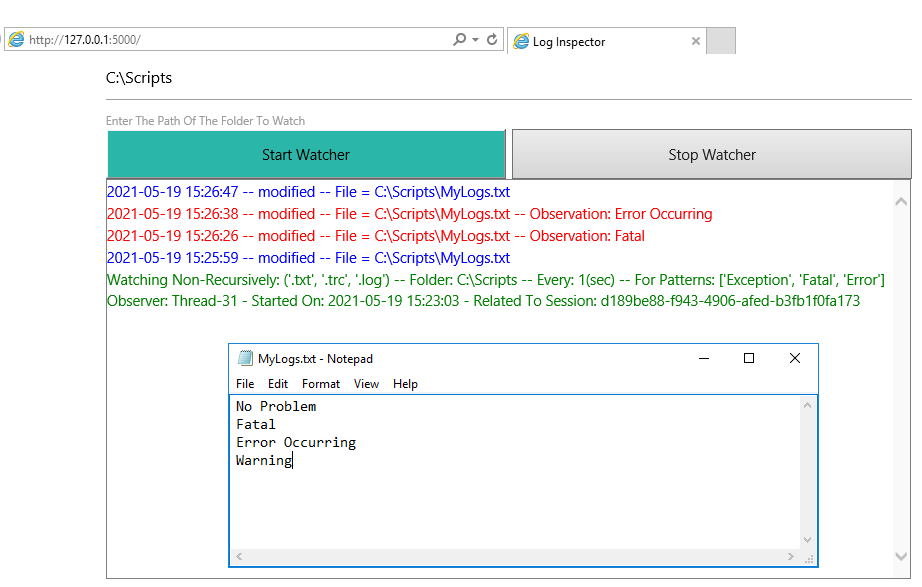 http://127.0.0.1:5000/
Log Inspector
C:\Scripts
Enter The Path Of The Folder To Watch
Start Watcher
Stop Watcher
2021-05-19 15:26:47 -- modified -- File = C:\Scripts\MyLogs.txt
2021-05-19 15:26:38 -- modified -- File = C:\Scripts\MyLogs.txt -- Observation: Error Occurring
2021-05-19 15:26:26 -- modified -- File = C:\Scripts\MyLogs.txt -- Observation: Fatal
2021-05-19 15:25:59 -- modified -- File = C:\Scripts\MyLogs.txt
Watching Non-Recursively: ('.txt', '.trc', '.log') -- Folder: C:\Scripts -- Every: 1(sec) -- For Patterns: ['Exception', 'Fatal', 'Error']
Observer: Thread-31 - Started On: 2021-05-19 15:23:03 - Related To Session: d189be88-f943-4906-afed-b3fb1f0fa173
MyLogs.txt - Notepad
File Edit Format View Help
No Problem
Fatal
Error Occurring
Warning